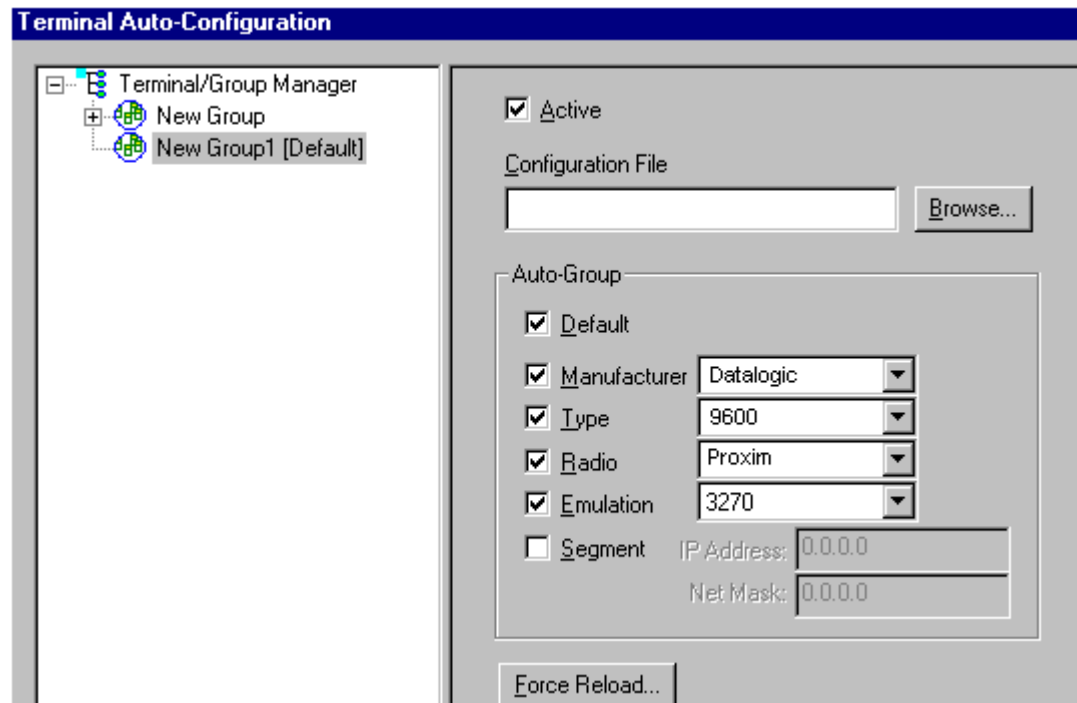 Terminal Auto-Configuration
Terminal/Group Manager
New Group
New Group1 [Default]
Active
Configuration File
Browse...
Auto-Group
Default
Manufacturer Datalogic
Type 9600
Radio Proxim
Emulation 3270
Segment IP Address: 0.0.0.0
Net Mask: 0.0.0.0
Force Reload...